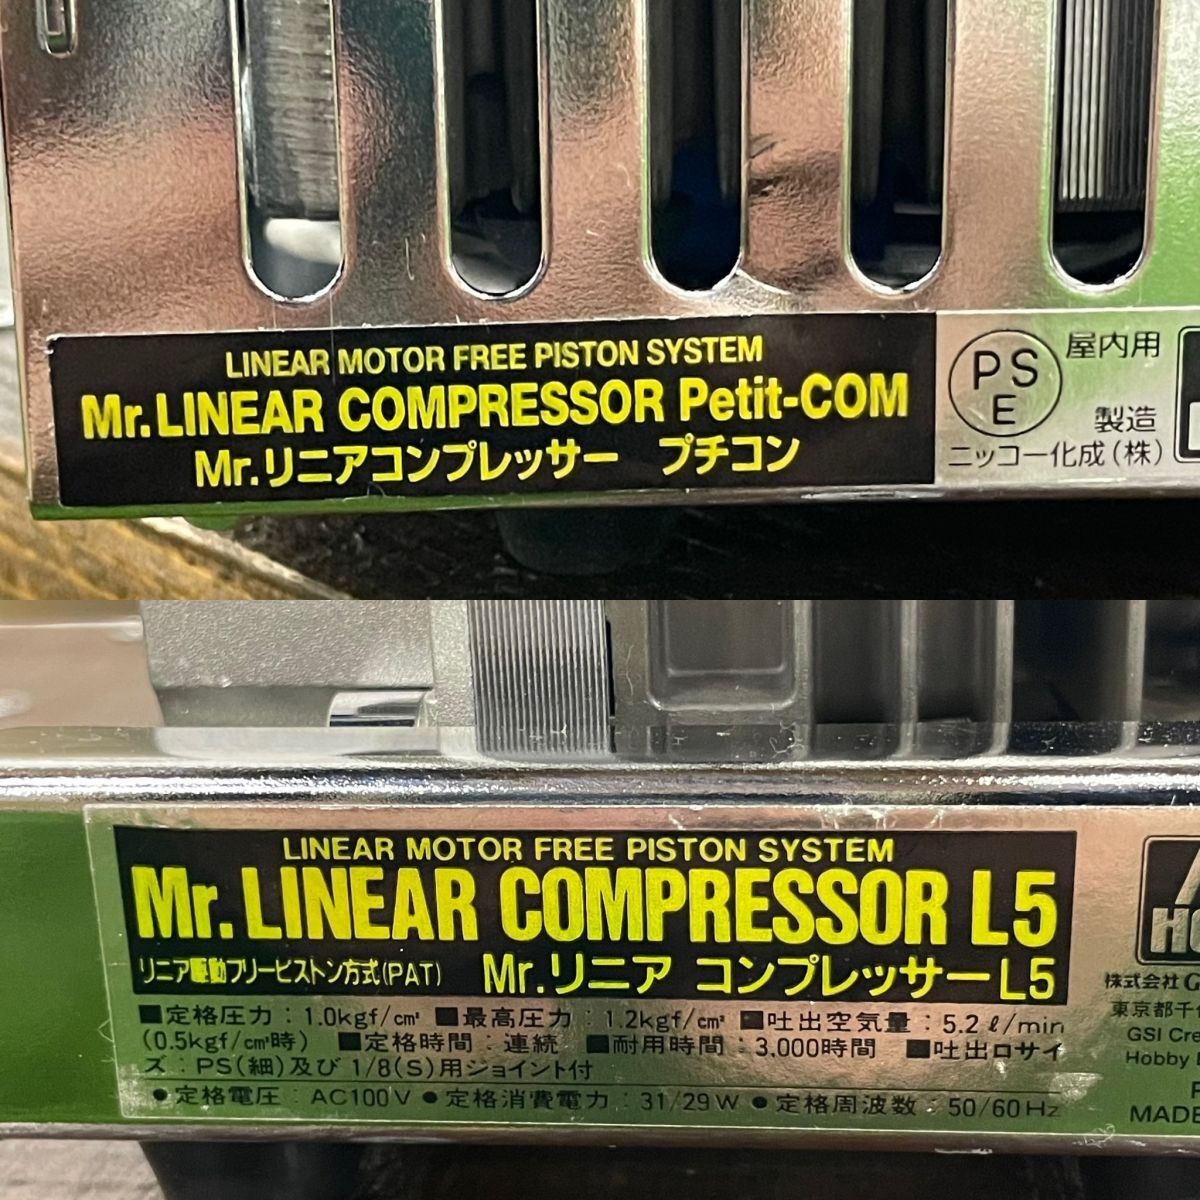 LINEAR MOTOR FREE PISTON SYSTEM
Mr.LINEAR COMPRESSOR Petit-COM
Mr.リニアコンプレッサー プチコン
PS
E
屋内用
製造
ニッコー化成(株)
LINEAR MOTOR FREE PISTON SYSTEM
Mr.LINEAR COMPRESSOR L5
リニア駆動フリーピストン方式(PAT) Mr.リニア コンプレッサーL5
■定格圧力：1.0kgf/cm² ■最高圧力：1.2kgf/cm² ■吐出空気量：5.2ℓ/min
(0.5kgf/cm²時) ■定格時間：連続 ■耐用時間：3.000時間 ■吐出口サイ
ズ：PS(細)及び 1/8(S)用ジョイント付
●定格電圧：AC100V ●定格消費電力：31/29W ●定格周波数：50/60Hz
株式会社G
東京都千
GSI Cre
Hobby
MADE